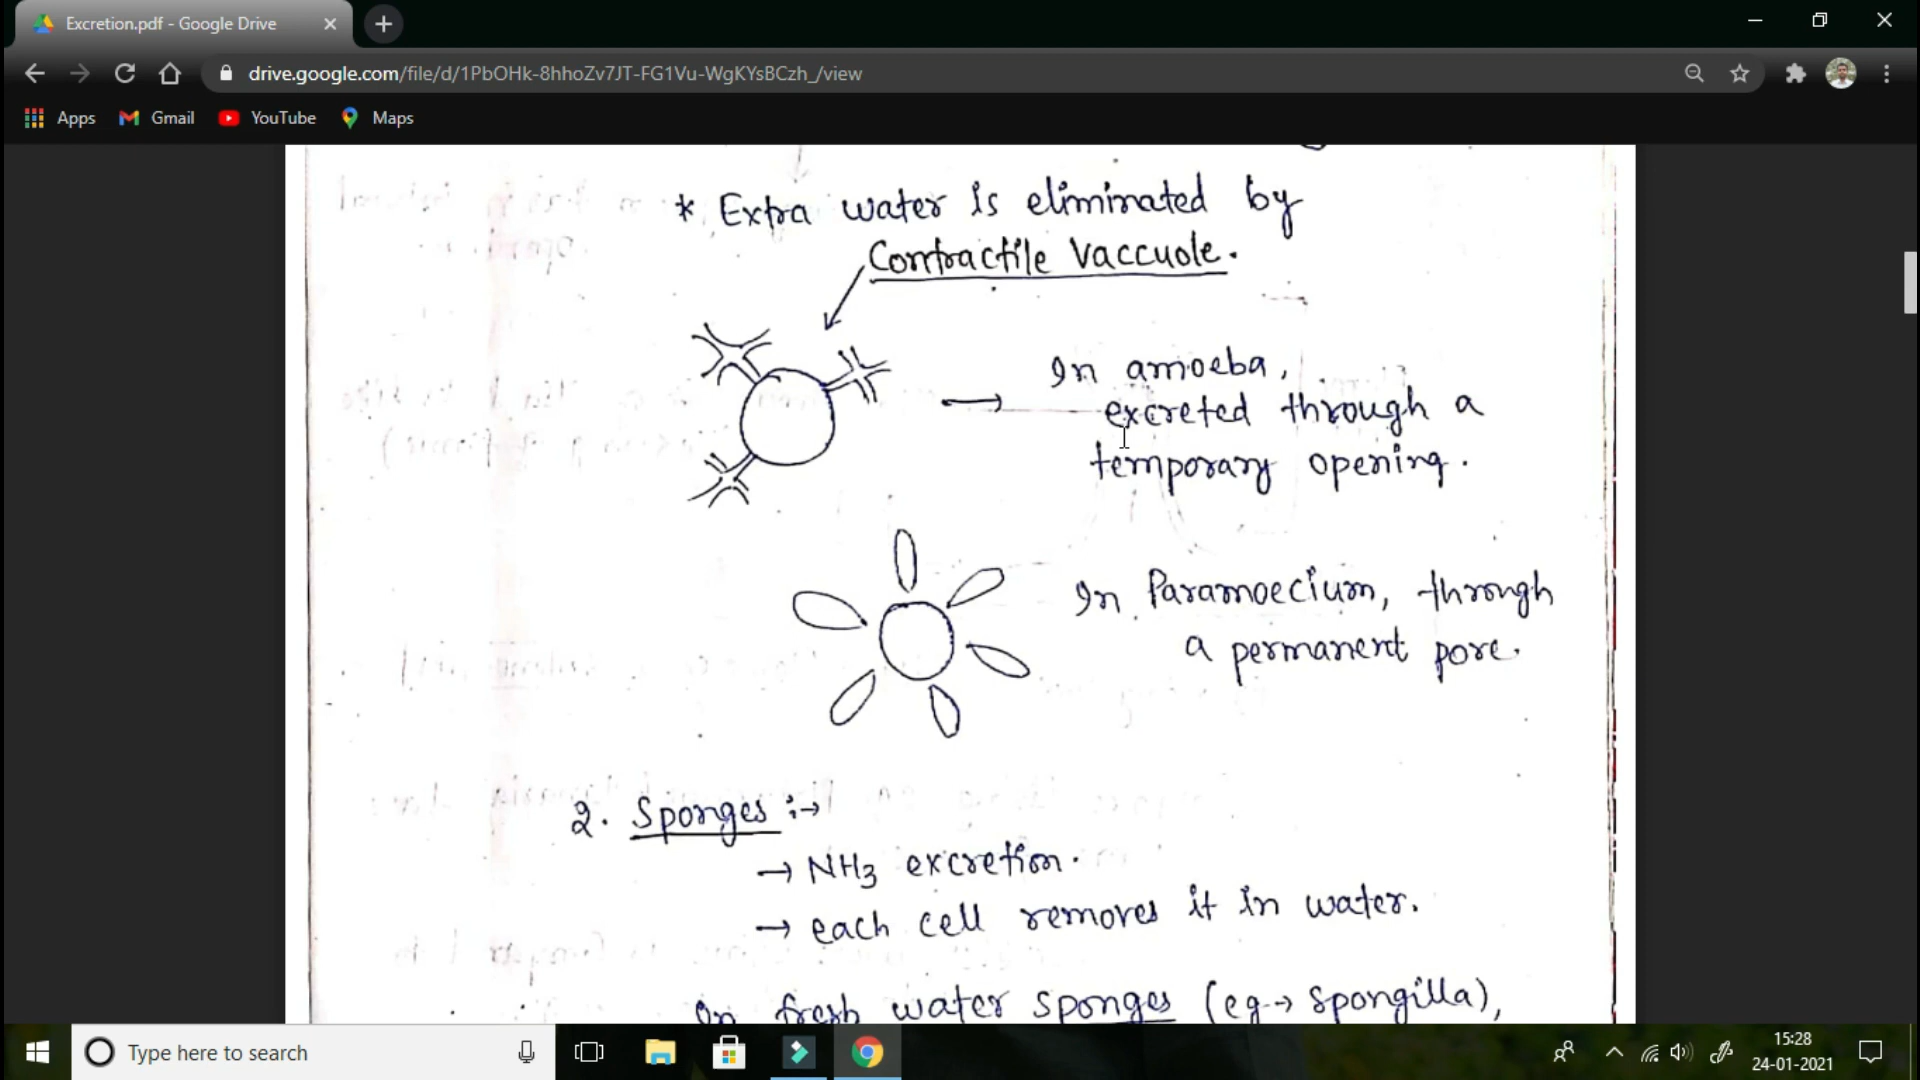 Excretion.pdf - Google Drive
drive.google.com/file/d/1PbOHk-8hhoZv7JT-FG1Vu-WgKYsBCzh_/view
Apps Gmail YouTube Maps
* Extra water is eliminated by
Contractile Vaccuole.
In amoeba,
excreted through a
temporary opening.
In Paramoecium, through
a permanent pore.
2. Sponges :→
→ NH3 excretion.
→ each cell removes it in water.
In fresh water sponges (eg→ Spongilla),
Type here to search
15:28
24-01-2021